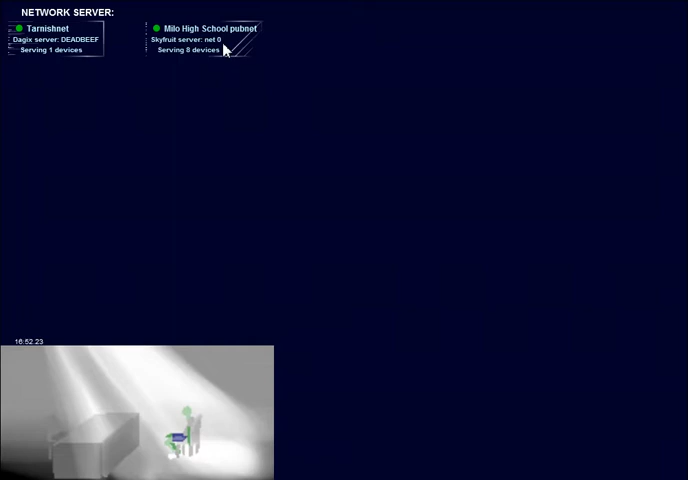 NETWORK SERVER:
Tarnishnet
Dagix server: DEADBEEF
Serving 1 devices
Milo High School pubnet
Skyfruit server: net 0
Serving 8 devices
16:52.23